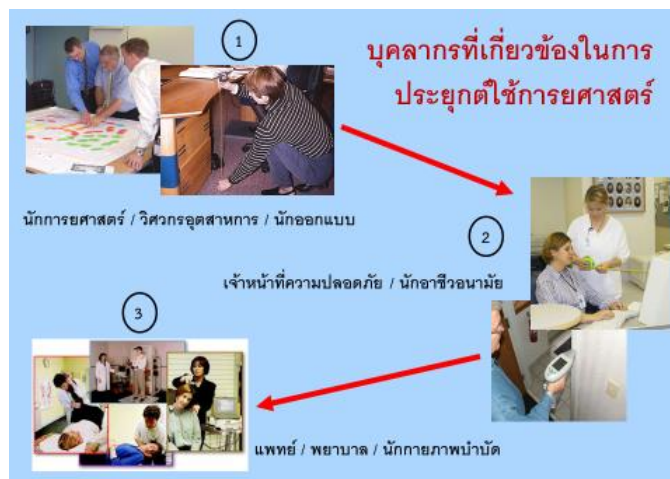 บุคลากรที่เกี่ยวข้องในการ
ประยุกต์ใช้การยศาสตร์
1
นักการยศาสตร์ / วิศวกรอุตสาหการ / นักออกแบบ
2
เจ้าหน้าที่ความปลอดภัย / นักอาชีวอนามัย
3
แพทย์ / พยาบาล / นักกายภาพบำบัด